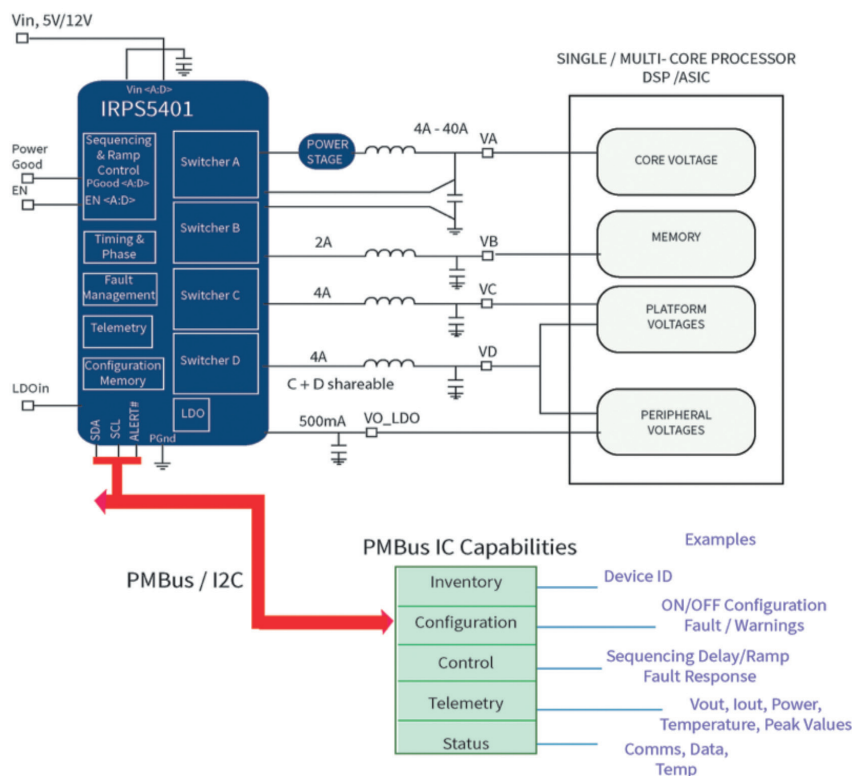 Vin, 5V/12V
Vin <A:D>
IRPS5401
Sequencing
& Ramp
Control
PGood <A:D>
EN <A:D>
Timing &
Phase
Fault
Management
Telemetry
Configuration
Memory
Switcher A
Switcher B
Switcher C
Switcher D
LDO
Power
Good
EN
LDOin
SDA
SCL
ALERT#
PGnd
POWER
STAGE
4A - 40A
VA
2A
VB
4A
VC
4A
VD
C + D shareable
500mA
VO_LDO
SINGLE / MULTI- CORE PROCESSOR
DSP /ASIC
CORE VOLTAGE
MEMORY
PLATFORM
VOLTAGES
PERIPHERAL
VOLTAGES
PMBus / I2C
PMBus IC Capabilities
Examples
Inventory
Device ID
Configuration
ON/OFF Configuration
Fault / Warnings
Control
Sequencing Delay/Ramp
Fault Response
Telemetry
Vout, Iout, Power,
Temperature, Peak Values
Status
Comms, Data,
Temp